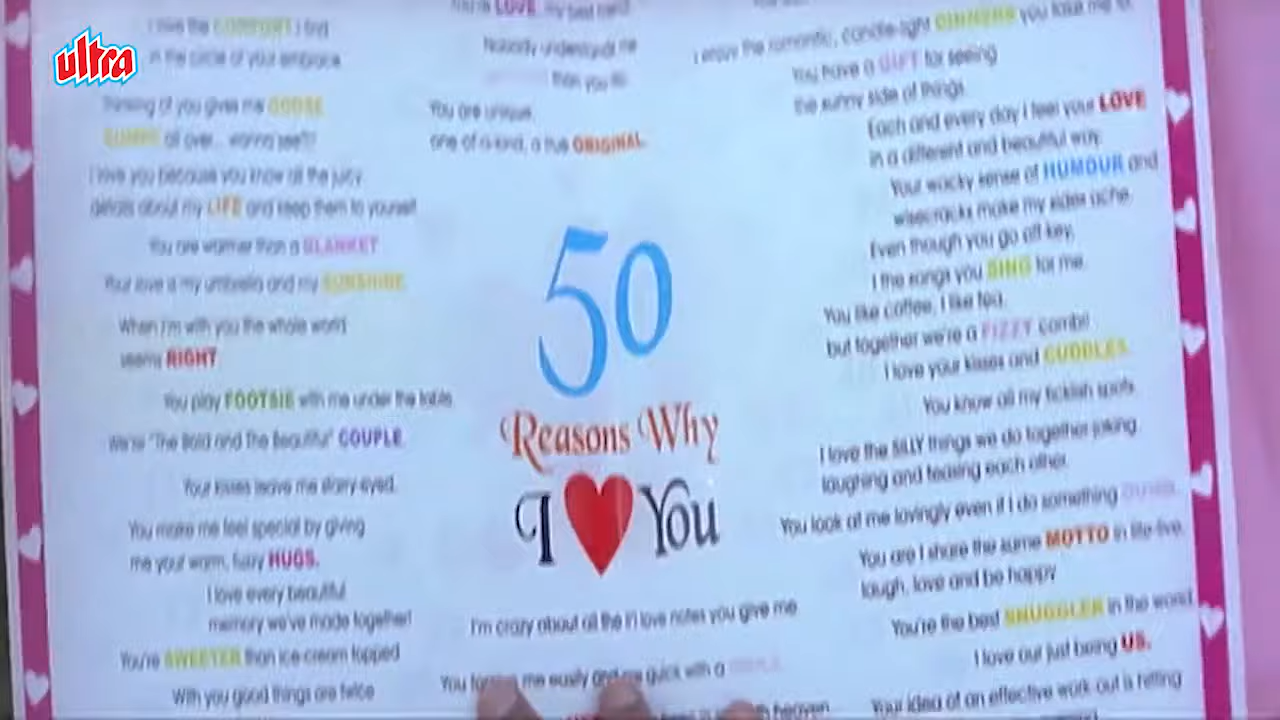 ultra
I love the COMFORT I find
in the circle of your embrace.
Thinking of you gives me GOOSE
BUMPS all over... wanna see?!!
I love you because you know all the juicy
details about my LIFE and keep them to yourself.
You are warmer than a BLANKET
Your love is my umbrella and my SUNSHINE
When I'm with you the whole world
seems RIGHT
You play FOOTSIE with me under the table
We're "The Bold and The Beautiful" COUPLE
Your kisses leave me starry-eyed.
You make me feel special by giving
me your warm, fuzzy HUGS.
I love every beautiful
memory we've made together!
You're SWEETER than ice-cream topped
With you good things are twice
You're LOVE, my best friend
Nobody understands me
than you do
You are unique,
one of-a-kind, a true ORIGINAL
50
Reasons Why
I You
I'm crazy about all the li'l love notes you give me
You me easily and quick with a
heaven
I enjoy the romantic, candle-light DINNERS you take me to.
You have a GIFT for seeing
the sunny side of things.
Each and every day I feel your LOVE
in a different and beautiful way.
Your wacky sense of HUMOUR and
wisecracks make my sides ache.
Even though you go off key,
I the songs you SING for me.
You like coffee, I like tea,
but together we're a FIZZY combi!
I love your kisses and CUDDLES.
You know all my ticklish spots.
I love the SILLY things we do together joking,
laughing and teasing each other.
You look at me lovingly even if I do something
You are I share the same MOTTO in life-live,
laugh, love and be happy
You're the best SNUGGLER in the world.
I love our just being US.
Your idea of an effective work out is hitting